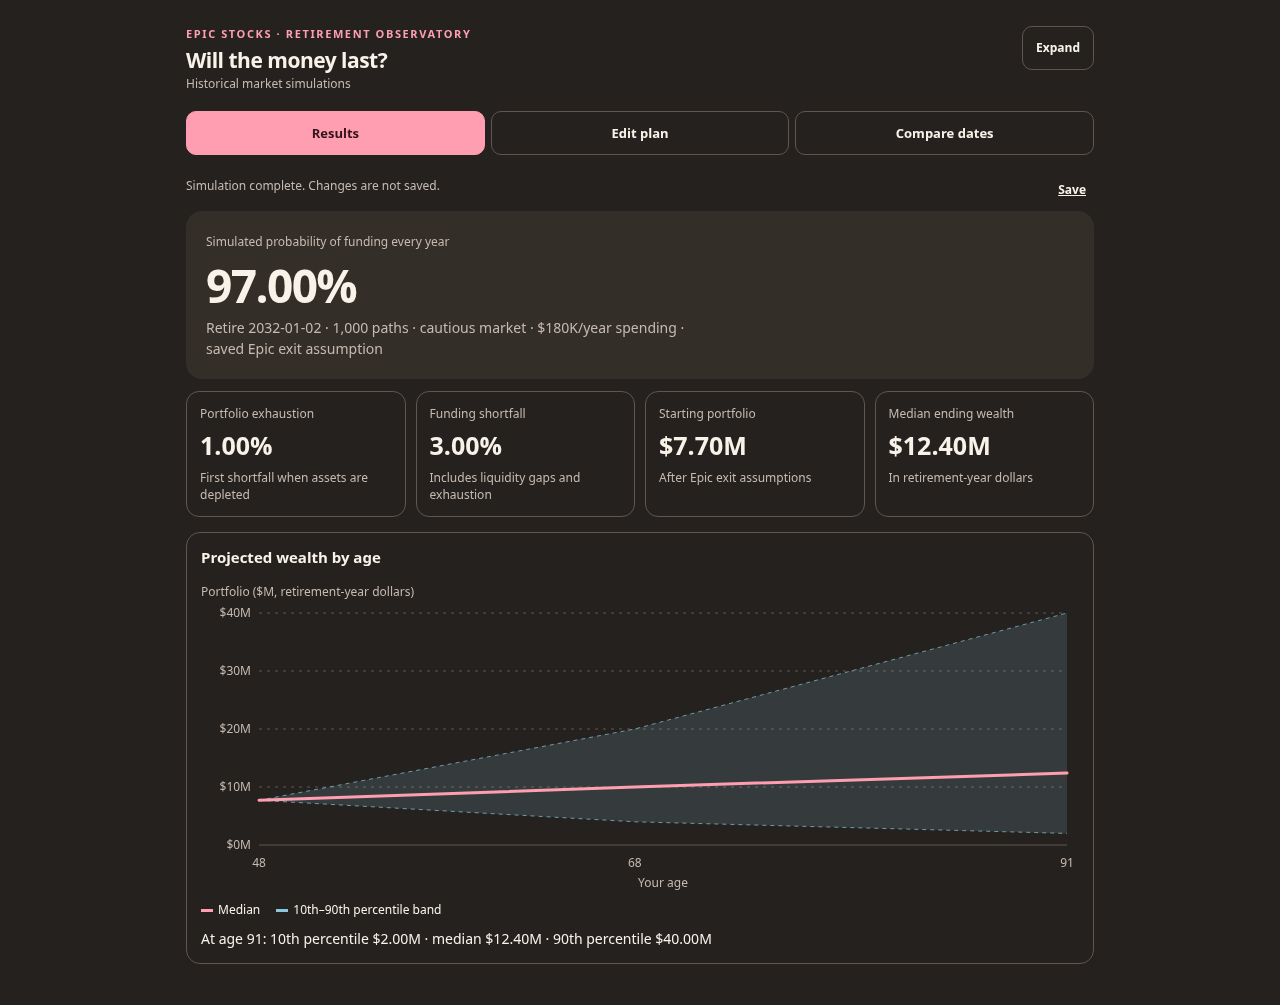 EPIC STOCKS · RETIREMENT OBSERVATORY
Will the money last?
Historical market simulations
Expand
Results
Edit plan
Compare dates
Simulation complete. Changes are not saved.
Save
Simulated probability of funding every year
97.00%
Retire 2032-01-02 · 1,000 paths · cautious market · $180K/year spending ·
saved Epic exit assumption
Portfolio exhaustion
1.00%
First shortfall when assets are
depleted
Funding shortfall
3.00%
Includes liquidity gaps and
exhaustion
Starting portfolio
$7.70M
After Epic exit assumptions
Median ending wealth
$12.40M
In retirement-year dollars
Projected wealth by age
Portfolio ($M, retirement-year dollars)
$40M
$30M
$20M
$10M
$0M
48
68
91
Your age
Median
10th–90th percentile band
At age 91: 10th percentile $2.00M · median $12.40M · 90th percentile $40.00M